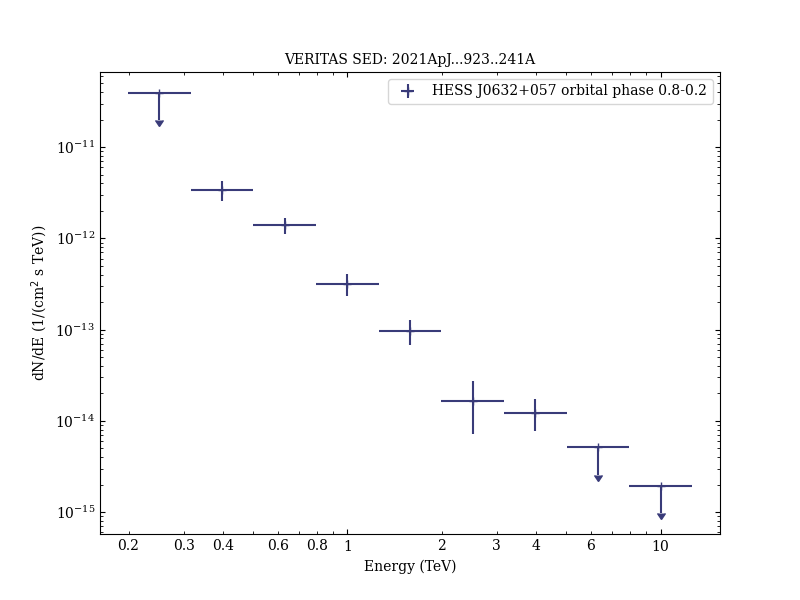 VERITAS SED: 2021ApJ...923..241A
HESS J0632+057 orbital phase 0.8-0.2
dN/dE (1/(cm² s TeV))
10⁻¹¹
10⁻¹²
10⁻¹³
10⁻¹⁴
10⁻¹⁵
0.2 0.3 0.4 0.6 0.8 1 2 3 4 6 10
Energy (TeV)